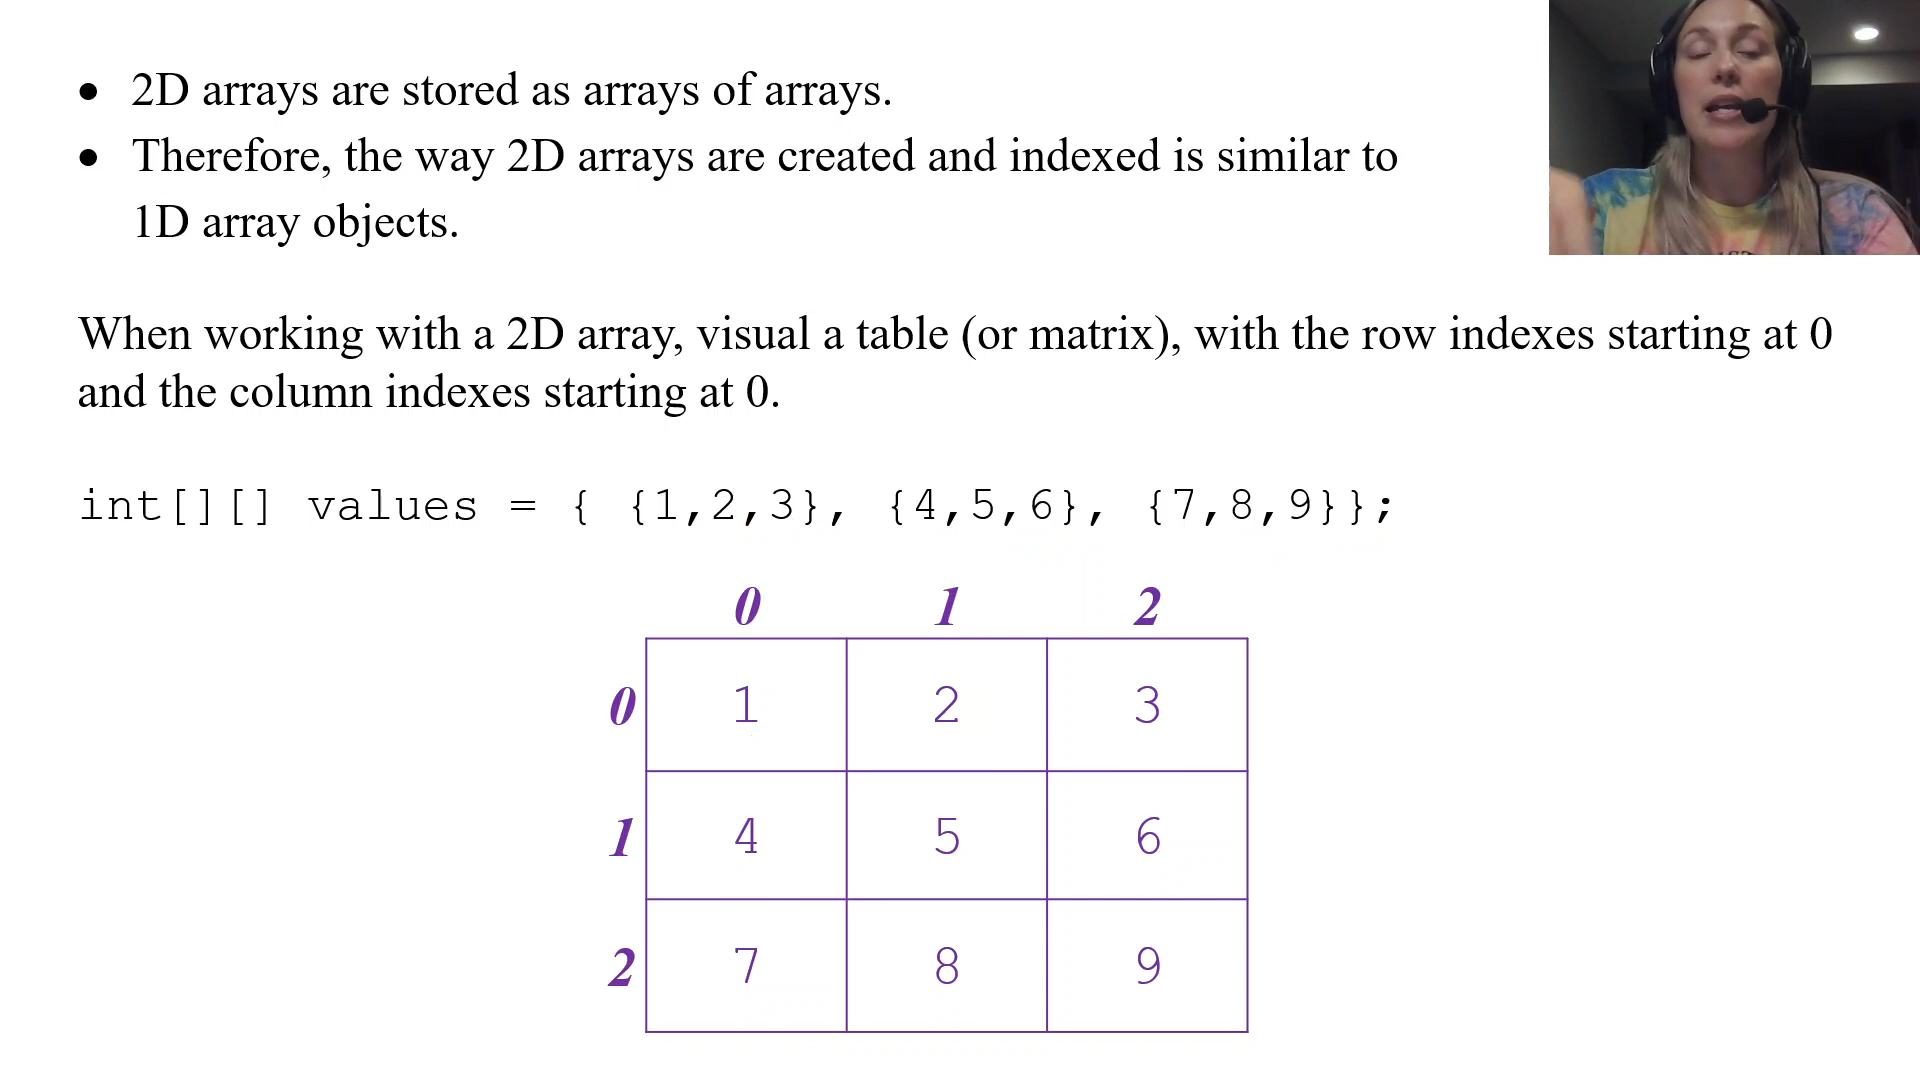 • 2D arrays are stored as arrays of arrays.
• Therefore, the way 2D arrays are created and indexed is similar to
1D array objects.
When working with a 2D array, visual a table (or matrix), with the row indexes starting at 0
and the column indexes starting at 0.
int[][] values = { {1,2,3}, {4,5,6}, {7,8,9}};
0 1 2
0 1 2 3
1 4 5 6
2 7 8 9